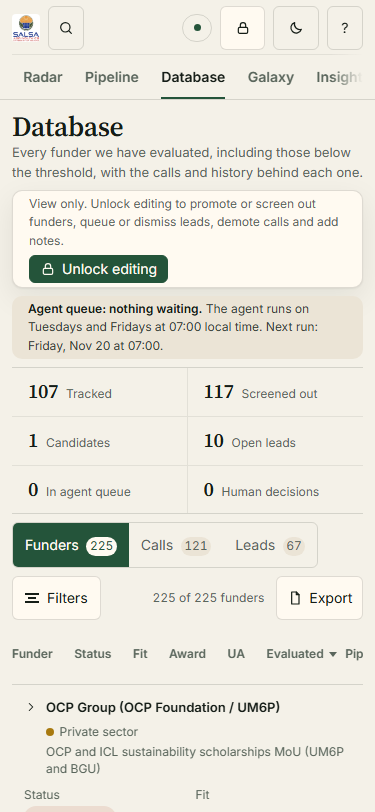 SALSA
?
Radar Pipeline Database Galaxy Insight
Database
Every funder we have evaluated, including those below
the threshold, with the calls and history behind each one.
View only. Unlock editing to promote or screen out
funders, queue or dismiss leads, demote calls and add
notes.
Unlock editing
Agent queue: nothing waiting. The agent runs on
Tuesdays and Fridays at 07:00 local time. Next run:
Friday, Nov 20 at 07:00.
107 Tracked 117 Screened out
1 Candidates 10 Open leads
0 In agent queue 0 Human decisions
Funders 225 Calls 121 Leads 67
Filters 225 of 225 funders Export
Funder Status Fit Award UA Evaluated Pip
OCP Group (OCP Foundation / UM6P)
Private sector
OCP and ICL sustainability scholarships MoU (UM6P
and BGU)
Status Fit